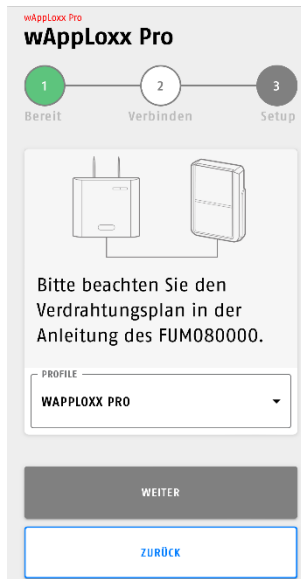 wAppLoxx Pro
wAppLoxx Pro
1
2
3
Bereit
Verbinden
Setup
Bitte beachten Sie den
Verdrahtungsplan in der
Anleitung des FUM080000.
PROFILE
WAPPLOXX PRO
WEITER
ZURÜCK